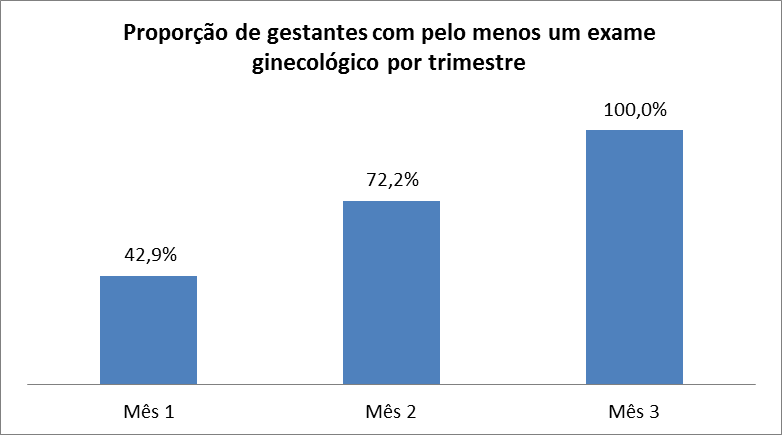 Proporção de gestantes com pelo menos um exame
ginecológico por trimestre
100,0%
72,2%
42,9%
Mês 1
Mês 2
Mês 3